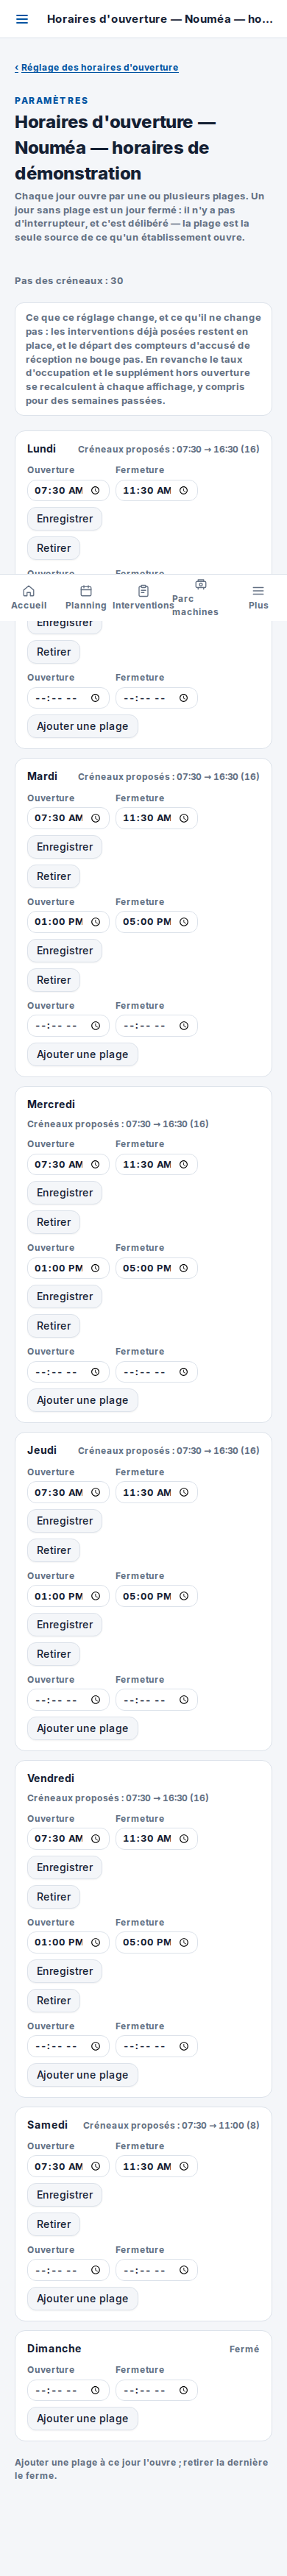 Horaires d'ouverture — Nouméa — ho...
‹ Réglage des horaires d'ouverture
PARAMÈTRES
Horaires d'ouverture —
Nouméa — horaires de
démonstration
Chaque jour ouvre par une ou plusieurs plages. Un
jour sans plage est un jour fermé : il n'y a pas
d'interrupteur, et c'est délibéré — la plage est la
seule source de ce qu'un établissement ouvre.
Pas des créneaux : 30
Ce que ce réglage change, et ce qu'il ne change
pas : les interventions déjà posées restent en
place, et le départ des compteurs d'accusé de
réception ne bouge pas. En revanche le taux
d'occupation et le supplément hors ouverture
se recalculent à chaque affichage, y compris
pour des semaines passées.
Lundi Créneaux proposés : 07:30 → 16:30 (16)
Ouverture Fermeture
07:30 AM 11:30 AM
Enregistrer
Retirer
Ouverture Fermeture
Accueil Planning Interventions Parc machines Plus
Enregistrer
Retirer
Ouverture Fermeture
--:-- -- --:-- --
Ajouter une plage
Mardi Créneaux proposés : 07:30 → 16:30 (16)
Ouverture Fermeture
07:30 AM 11:30 AM
Enregistrer
Retirer
Ouverture Fermeture
01:00 PM 05:00 PM
Enregistrer
Retirer
Ouverture Fermeture
--:-- -- --:-- --
Ajouter une plage
Mercredi
Créneaux proposés : 07:30 → 16:30 (16)
Ouverture Fermeture
07:30 AM 11:30 AM
Enregistrer
Retirer
Ouverture Fermeture
01:00 PM 05:00 PM
Enregistrer
Retirer
Ouverture Fermeture
--:-- -- --:-- --
Ajouter une plage
Jeudi Créneaux proposés : 07:30 → 16:30 (16)
Ouverture Fermeture
07:30 AM 11:30 AM
Enregistrer
Retirer
Ouverture Fermeture
01:00 PM 05:00 PM
Enregistrer
Retirer
Ouverture Fermeture
--:-- -- --:-- --
Ajouter une plage
Vendredi
Créneaux proposés : 07:30 → 16:30 (16)
Ouverture Fermeture
07:30 AM 11:30 AM
Enregistrer
Retirer
Ouverture Fermeture
01:00 PM 05:00 PM
Enregistrer
Retirer
Ouverture Fermeture
--:-- -- --:-- --
Ajouter une plage
Samedi Créneaux proposés : 07:30 → 11:00 (8)
Ouverture Fermeture
07:30 AM 11:30 AM
Enregistrer
Retirer
Ouverture Fermeture
--:-- -- --:-- --
Ajouter une plage
Dimanche Fermé
Ouverture Fermeture
--:-- -- --:-- --
Ajouter une plage
Ajouter une plage à ce jour l'ouvre ; retirer la dernière
le ferme.